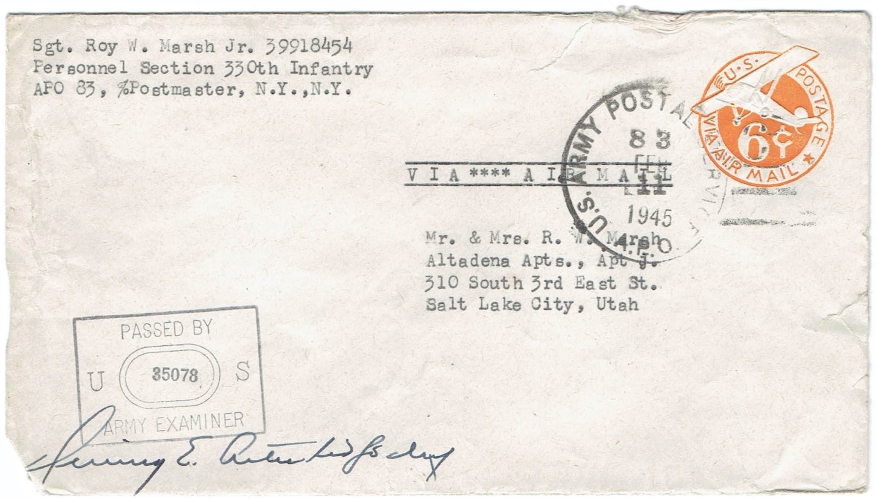 Sgt. Roy W. Marsh Jr. 39918454
Personnel Section 330th Infantry
APO 83, %Postmaster, N.Y.,N.Y.
U.S. POSTAGE
6¢
VIA AIR MAIL
U.S. ARMY POSTAL SERVICE
83
FEB
11
1945
A.P.O.
VIA **** AIR MAIL
Mr. & Mrs. R. W. Marsh
Altadena Apts., Apt J.
310 South 3rd East St.
Salt Lake City, Utah
PASSED BY
U 35078 S
ARMY EXAMINER
E.